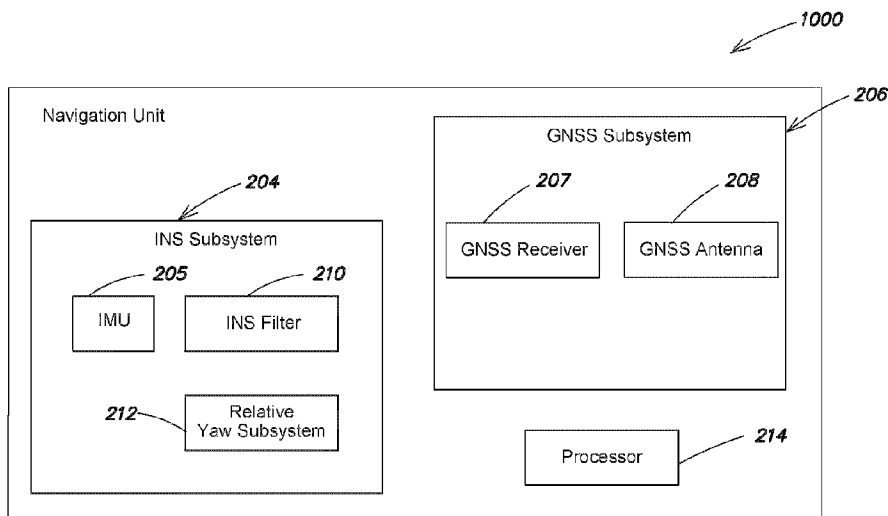 1000
206
Navigation Unit
GNSS Subsystem
204
207
208
INS Subsystem
GNSS Receiver
GNSS Antenna
205
210
IMU
INS Filter
212
Relative
Yaw Subsystem
214
Processor